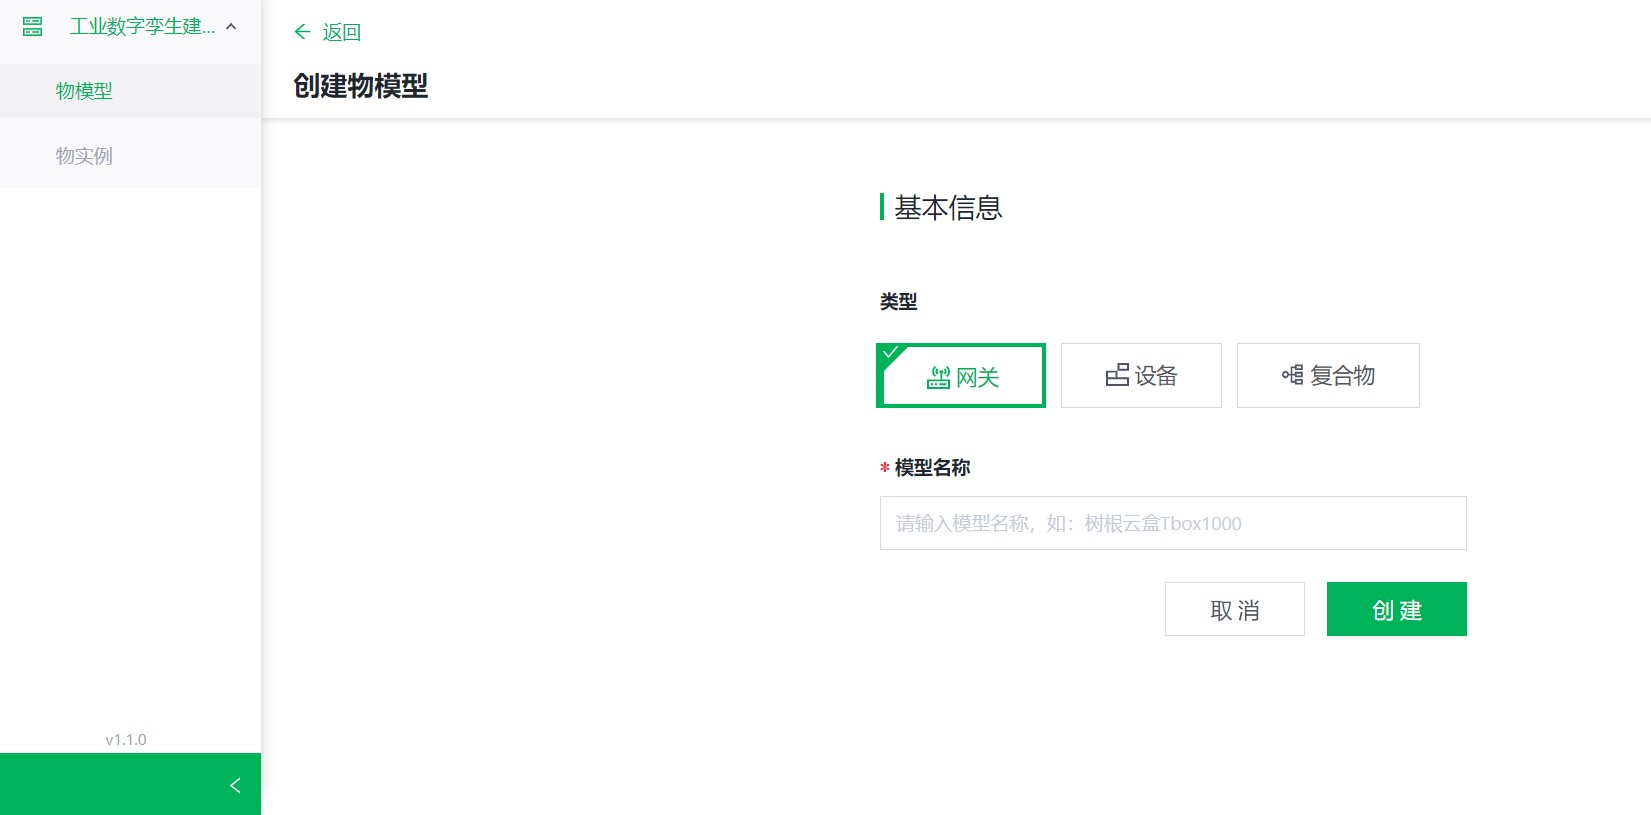 工业数字孪生建...
物模型
物实例
v1.1.0
返回
创建物模型
基本信息
类型
网关 设备 复合物
* 模型名称
请输入模型名称，如：树根云盒Tbox1000
取消 创建